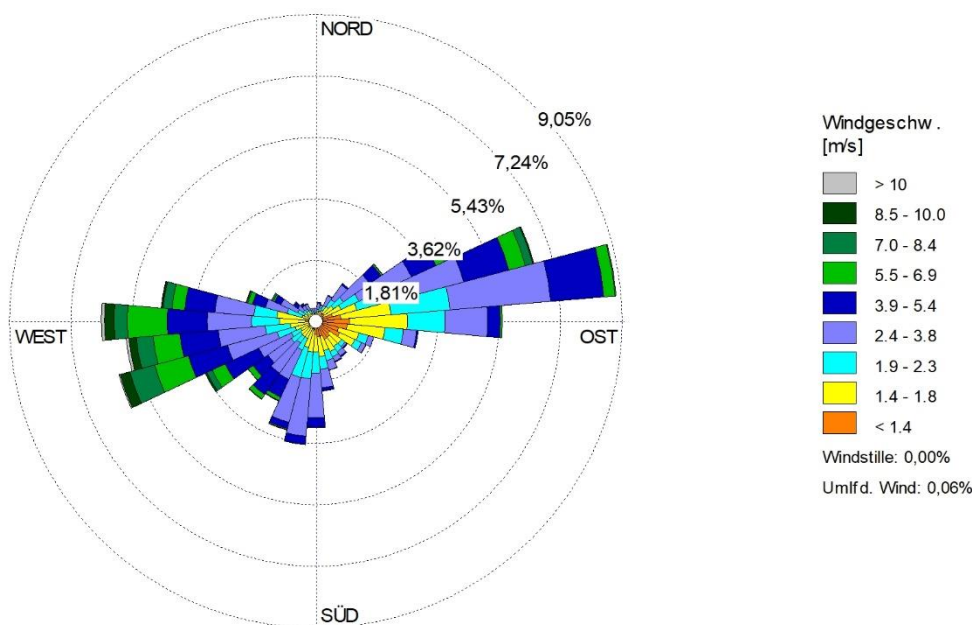 NORD
9,05%
7,24%
5,43%
3,62%
1,81%
WEST
OST
SÜD
Windgeschw.
[m/s]
> 10
8.5 - 10.0
7.0 - 8.4
5.5 - 6.9
3.9 - 5.4
2.4 - 3.8
1.9 - 2.3
1.4 - 1.8
< 1.4
Windstille: 0,00%
Umlfd. Wind: 0,06%